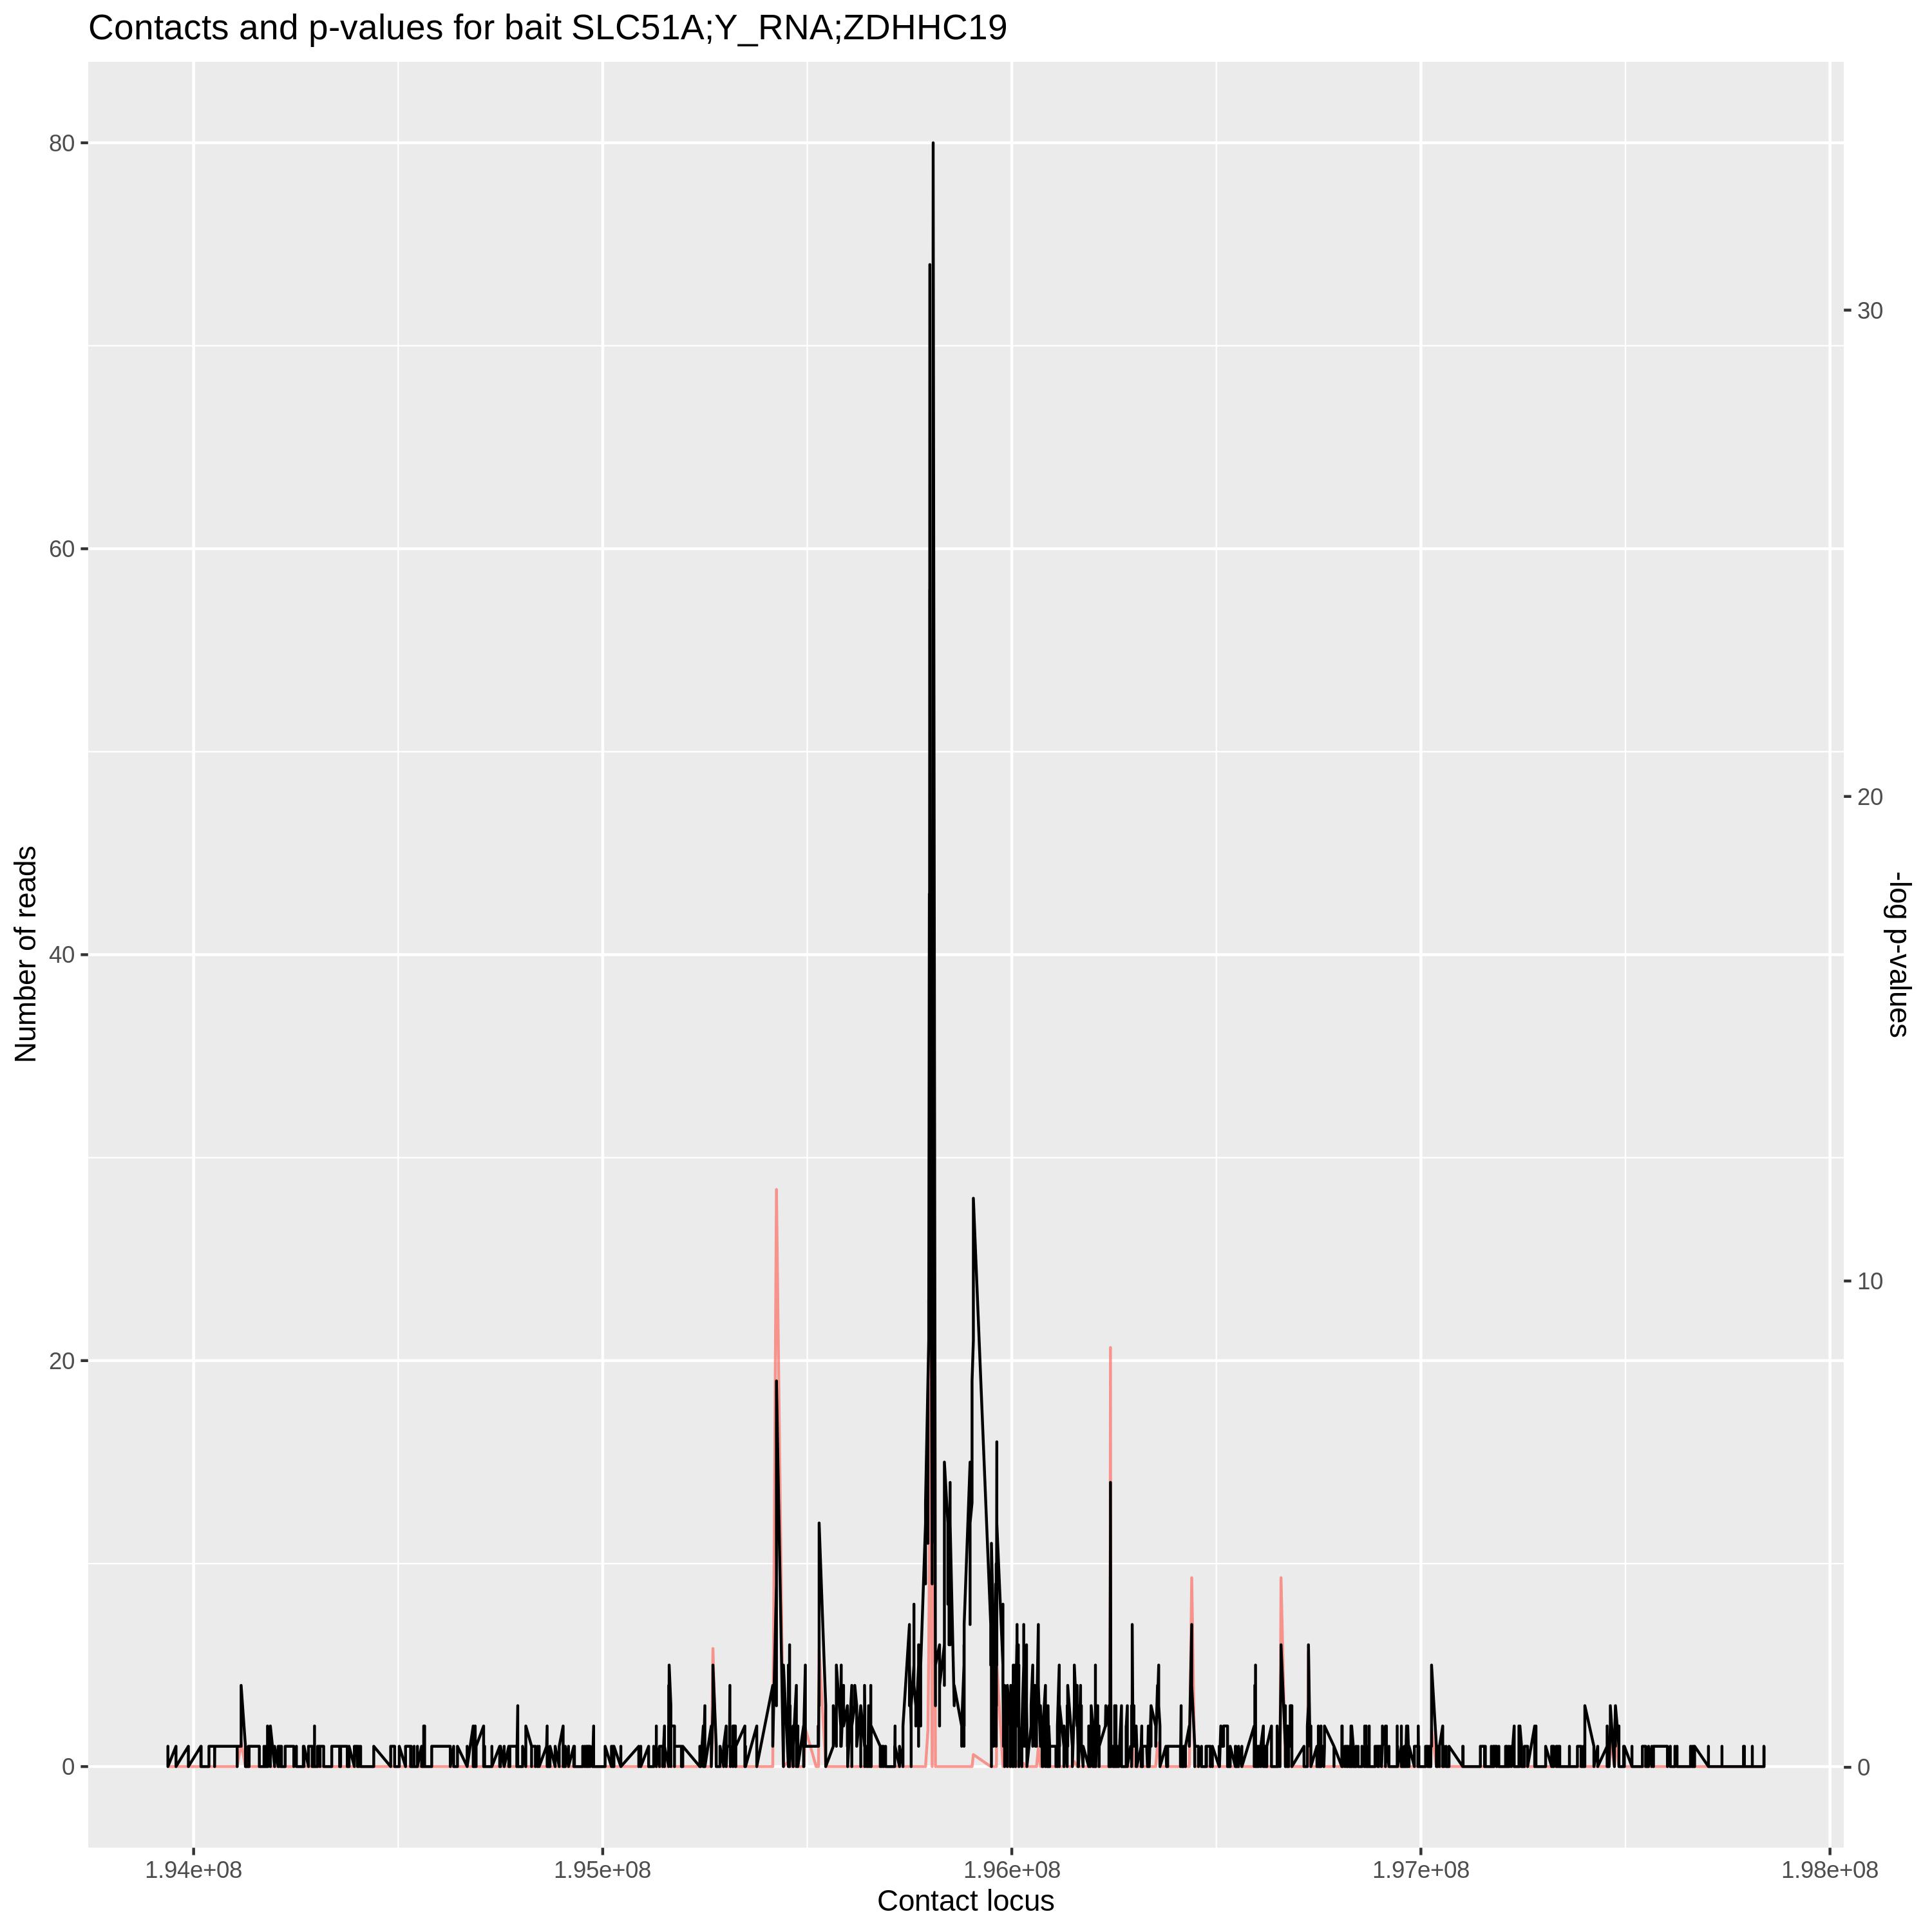 Contacts and p-values for bait SLC51A;Y_RNA;ZDHHC19
80
60
40
20
0
Number of reads
30
20
10
0
-log p-values
1.94e+08
1.95e+08
1.96e+08
1.97e+08
1.98e+08
Contact locus